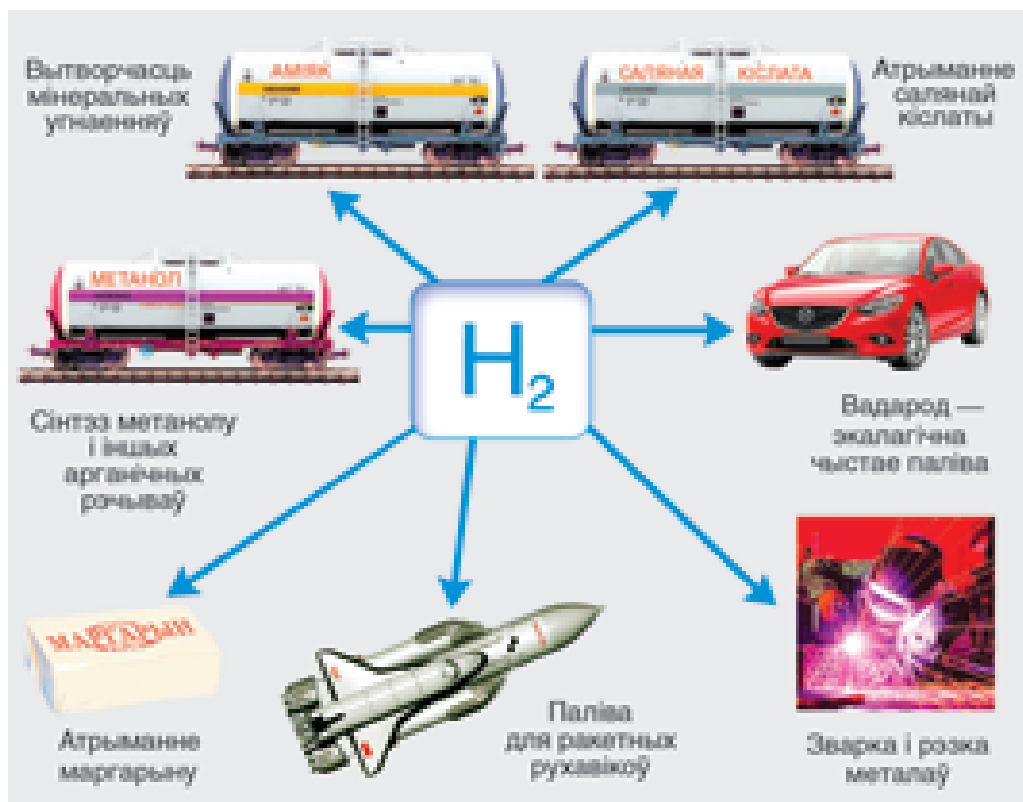 Вытворчасць
мінеральных
угнаенняў
АМІЯК
САЛЯНАЯ КІСЛАТА
Атрыманне
салянай
кіслаты
МЕТАНОЛ
H₂
Сінтэз метанолу
і іншых
арганічных
рэчываў
Вадарод —
экалагічна
чыстае паліва
МАРГАРЫН
Атрыманне
маргарыну
Паліва
для ракетных
рухавікоў
Зварка і рэзка
металаў